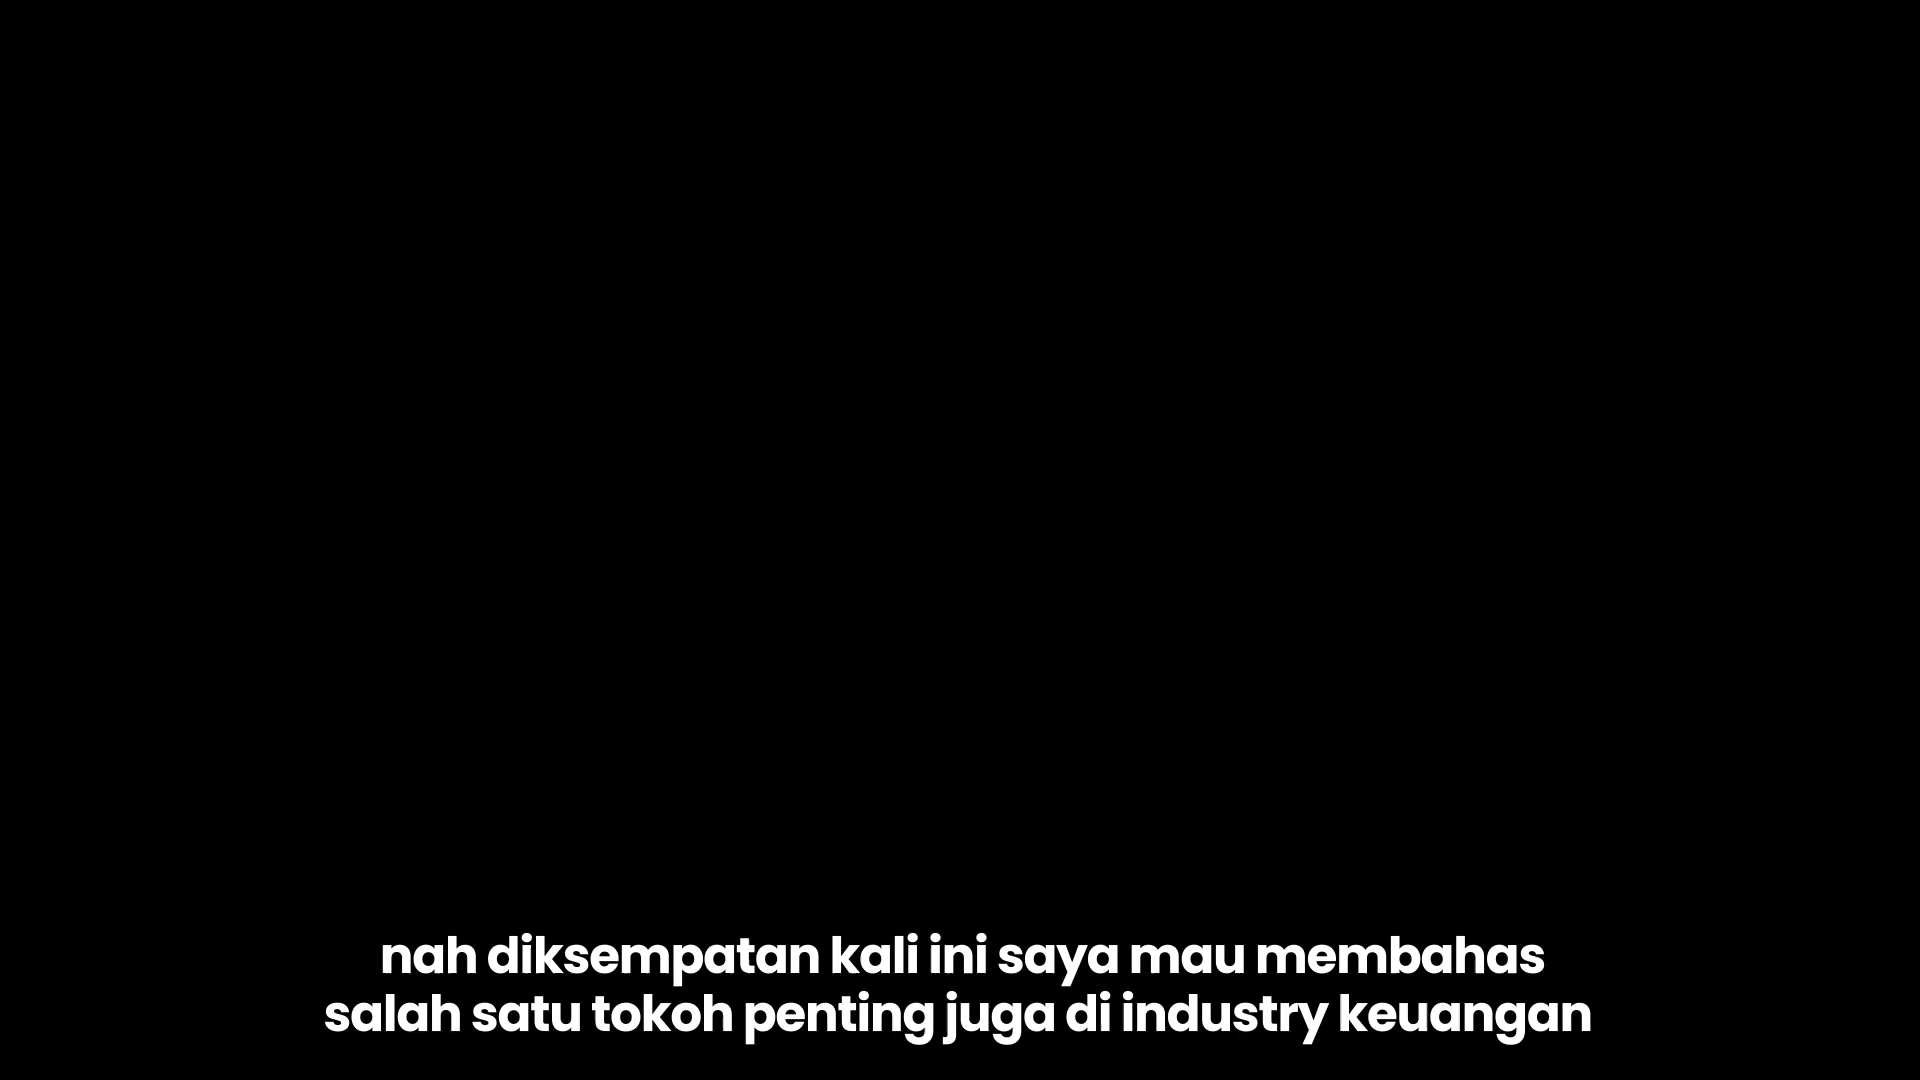 nah diksempatan kali ini saya mau membahas
salah satu tokoh penting juga di industry keuangan